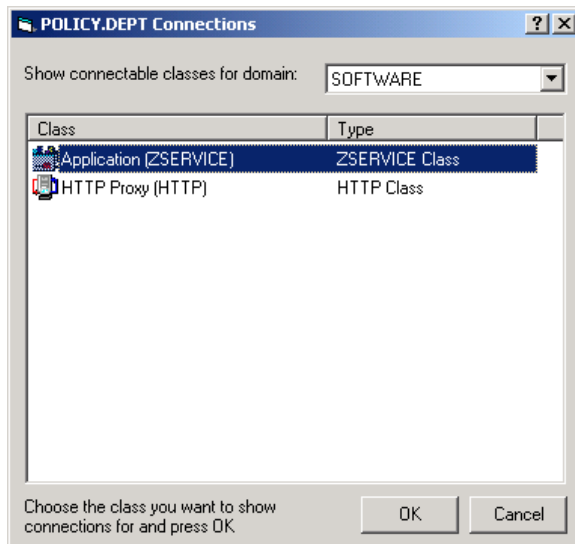 POLICY.DEPT Connections
Show connectable classes for domain: SOFTWARE
Class Type
Application (ZSERVICE) ZSERVICE Class
HTTP Proxy (HTTP) HTTP Class
Choose the class you want to show
connections for and press OK
OK Cancel